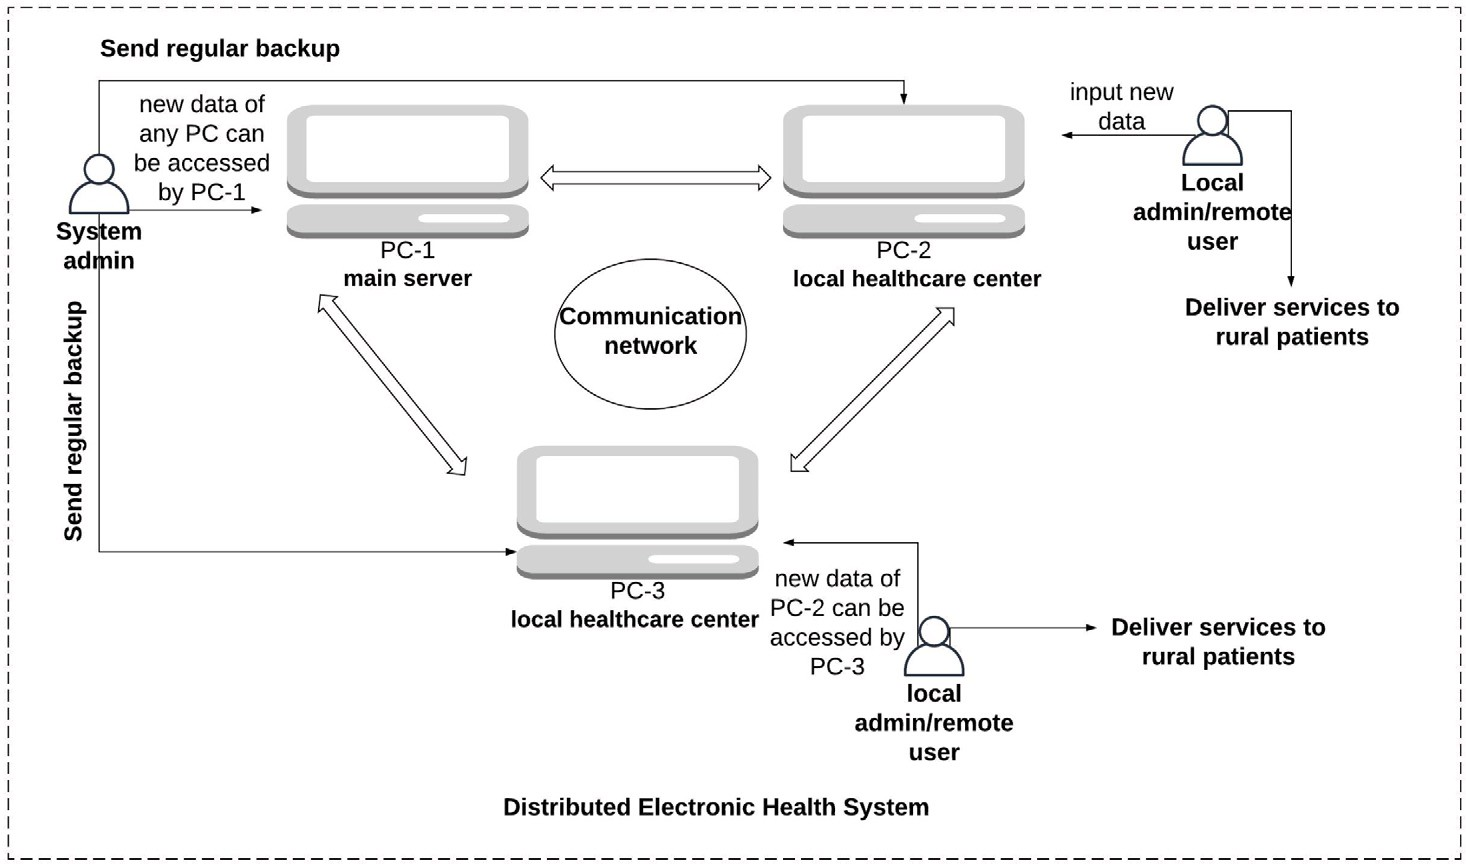 Send regular backup
new data of
any PC can
be accessed
by PC-1
System
admin
Send regular backup
PC-1
main server
PC-2
local healthcare center
input new
data
Local
admin/remote
user
Deliver services to
rural patients
Communication
network
PC-3
local healthcare center
new data of
PC-2 can be
accessed by
PC-3
local
admin/remote
user
Deliver services to
rural patients
Distributed Electronic Health System